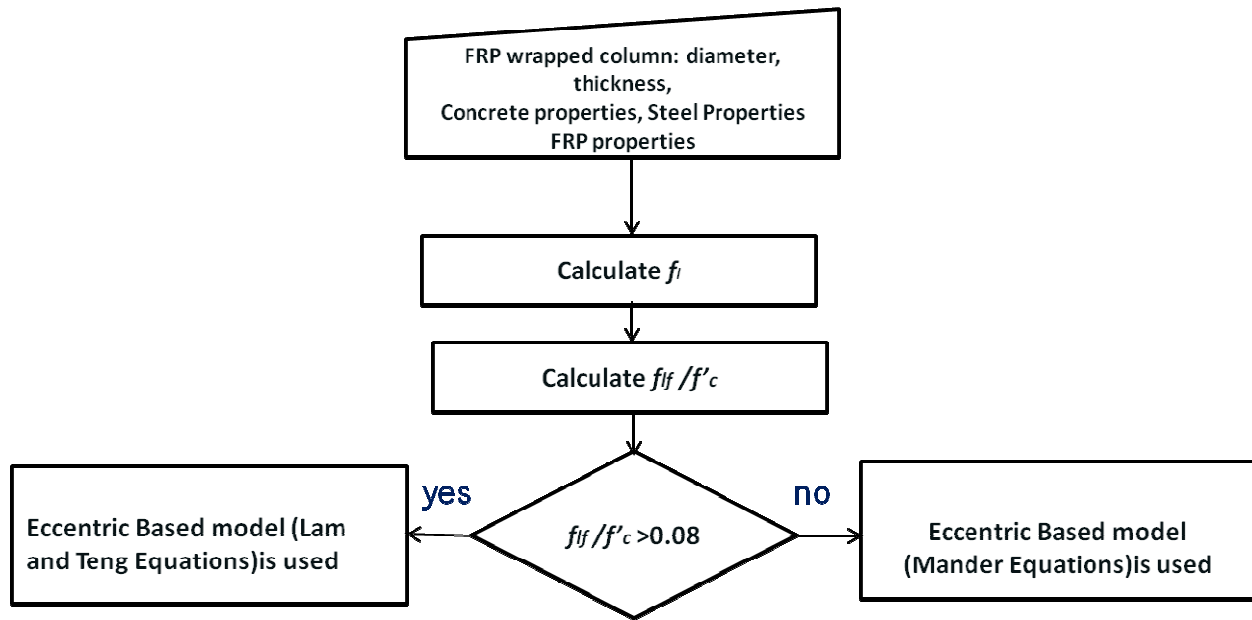 FRP wrapped column: diameter,
thickness,
Concrete properties, Steel Properties
FRP properties
Calculate fl
Calculate flf /f'c
yes
no
flf /f'c >0.08
Eccentric Based model (Lam
and Teng Equations)is used
Eccentric Based model
(Mander Equations)is used